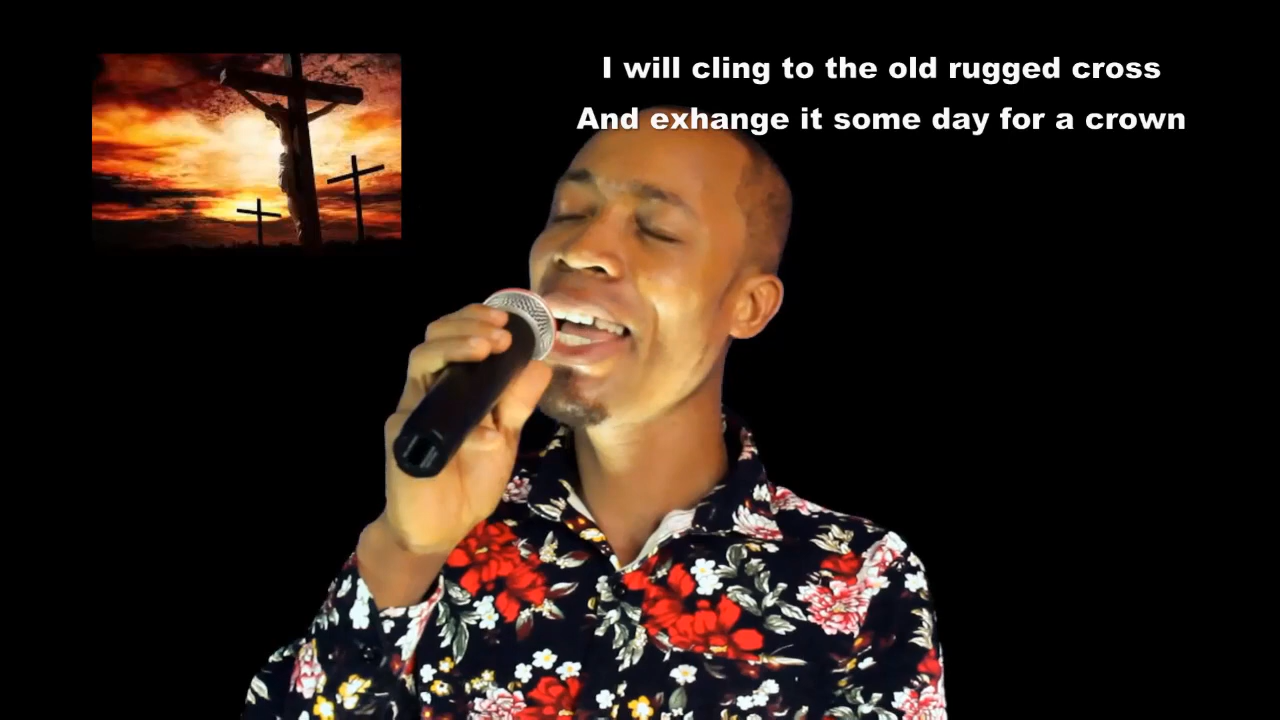 I will cling to the old rugged cross
And exhange it some day for a crown